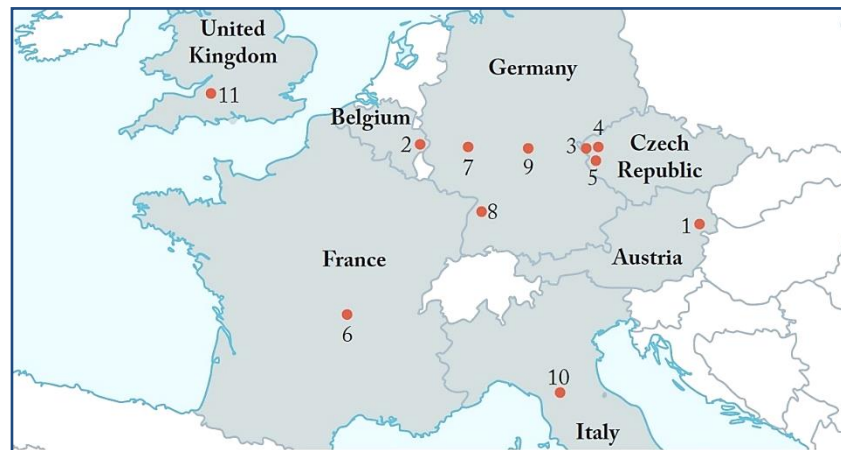 United
Kingdom
11
Belgium
2
Germany
7
9
3
4
5
Czech
Republic
8
1
Austria
France
6
10
Italy